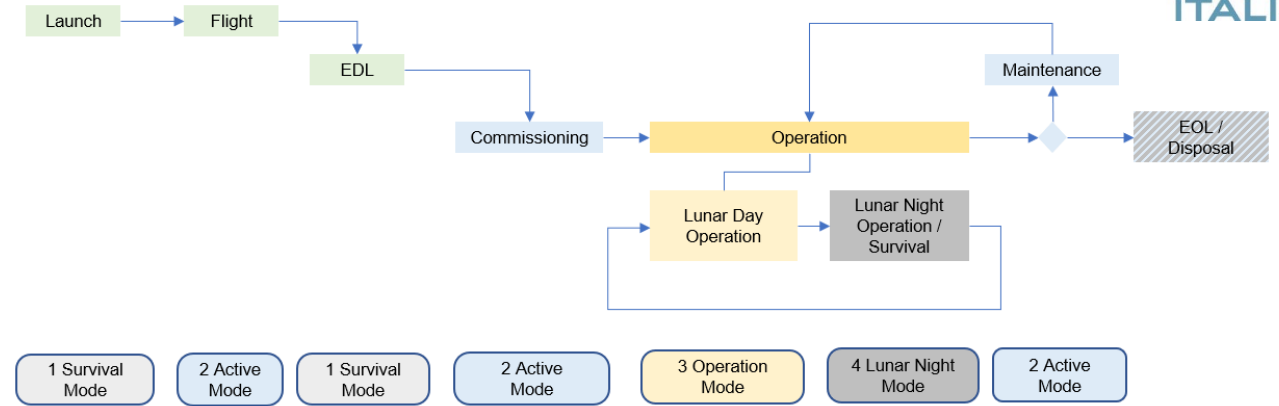 ITALI
Launch
Flight
EDL
Maintenance
Commissioning
Operation
EOL /
Disposal
Lunar Day
Operation
Lunar Night
Operation /
Survival
1 Survival
Mode
2 Active
Mode
1 Survival
Mode
2 Active
Mode
3 Operation
Mode
4 Lunar Night
Mode
2 Active
Mode